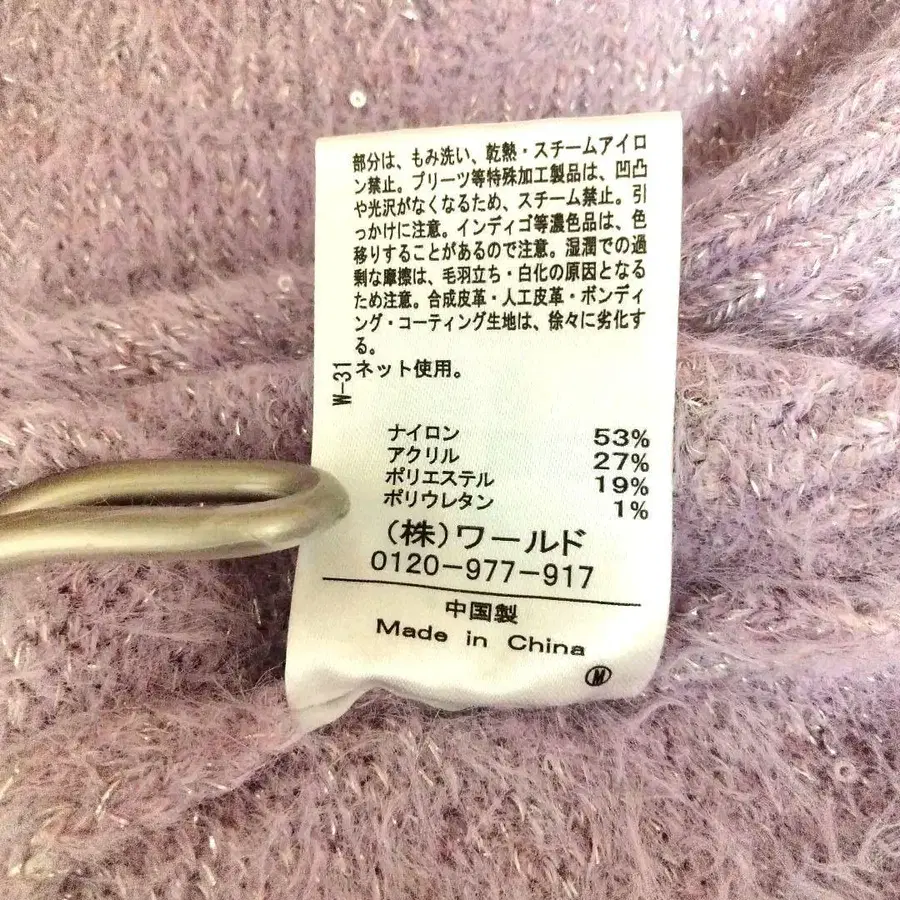 部分は、もみ洗い、乾熱・スチームアイロ
ン禁止。プリーツ等特殊加工製品は、凹凸
や光沢がなくなるため、スチーム禁止。引
っかけに注意。インディゴ等濃色品は、色
移りすることがあるので注意。湿潤での過
剰な摩擦は、毛羽立ち・白化の原因となる
ため注意。合成皮革・人工皮革・ボンディ
ング・コーティング生地は、徐々に劣化す
る。
ネット使用。
W-31
ナイロン 53%
アクリル 27%
ポリエステル 19%
ポリウレタン 1%
(株)ワールド
0120-977-917
中国製
Made in China
M